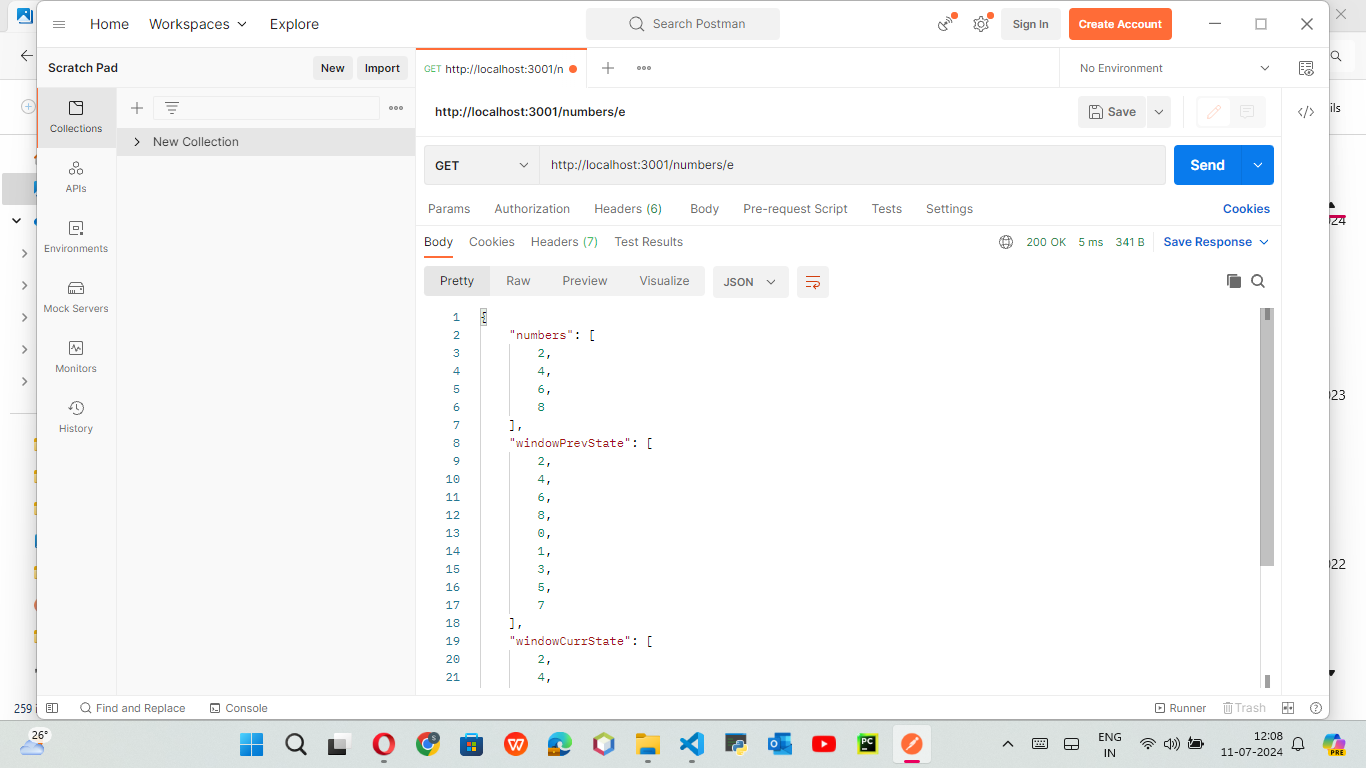 Home Workspaces Explore Search Postman Sign In Create Account
Scratch Pad New Import GET http://localhost:3001/n No Environment
Collections
APIs
Environments
Mock Servers
Monitors
History
New Collection
http://localhost:3001/numbers/e Save
GET http://localhost:3001/numbers/e Send
Params Authorization Headers (6) Body Pre-request Script Tests Settings Cookies
Body Cookies Headers (7) Test Results 200 OK 5 ms 341 B Save Response
Pretty Raw Preview Visualize JSON
1 {
2 "numbers": [
3 2,
4 4,
5 6,
6 8
7 ],
8 "windowPrevState": [
9 2,
10 4,
11 6,
12 8,
13 0,
14 1,
15 3,
16 5,
17 7
18 ],
19 "windowCurrState": [
20 2,
21 4,
259
Find and Replace Console Runner Trash
26° ENG 12:08
IN 11-07-2024
PRE